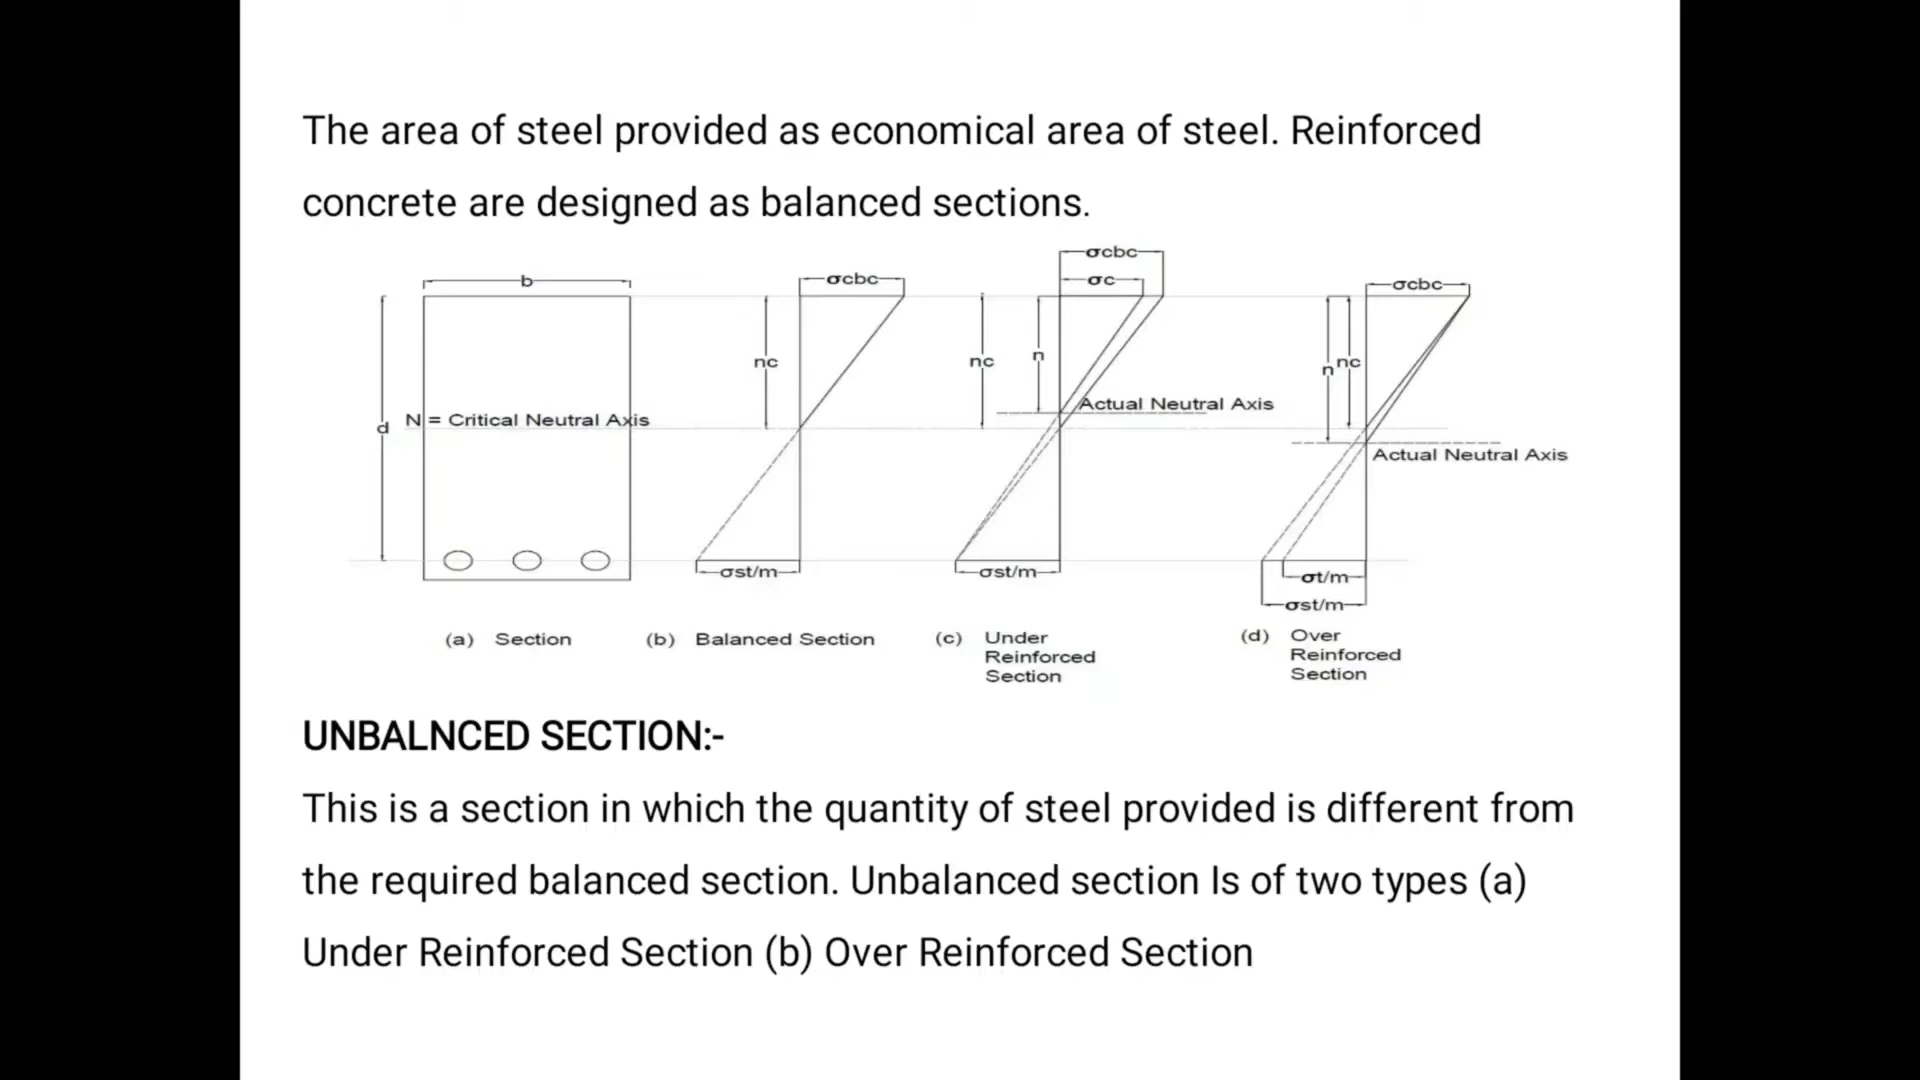 The area of steel provided as economical area of steel. Reinforced
concrete are designed as balanced sections.
b
σcbc
σcbc
σc
σcbc
d
nc
nc
n
n
nc
N = Critical Neutral Axis
Actual Neutral Axis
Actual Neutral Axis
σst/m
σst/m
σt/m
σst/m
(a) Section
(b) Balanced Section
(c) Under
Reinforced
Section
(d) Over
Reinforced
Section
UNBALNCED SECTION:-
This is a section in which the quantity of steel provided is different from
the required balanced section. Unbalanced section Is of two types (a)
Under Reinforced Section (b) Over Reinforced Section